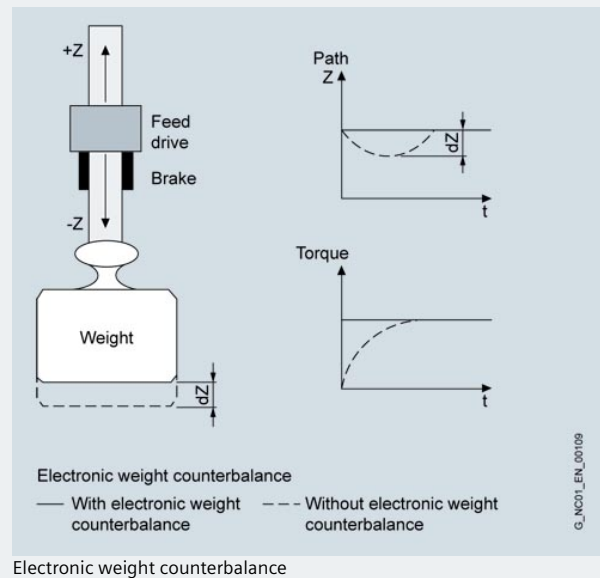 +Z
Feed
drive
Brake
-Z
Weight
dZ
Path
Z
dZ
t
Torque
t
Electronic weight counterbalance
With electronic weight
counterbalance
Without electronic weight
counterbalance
G_NC01_EN_00109
Electronic weight counterbalance